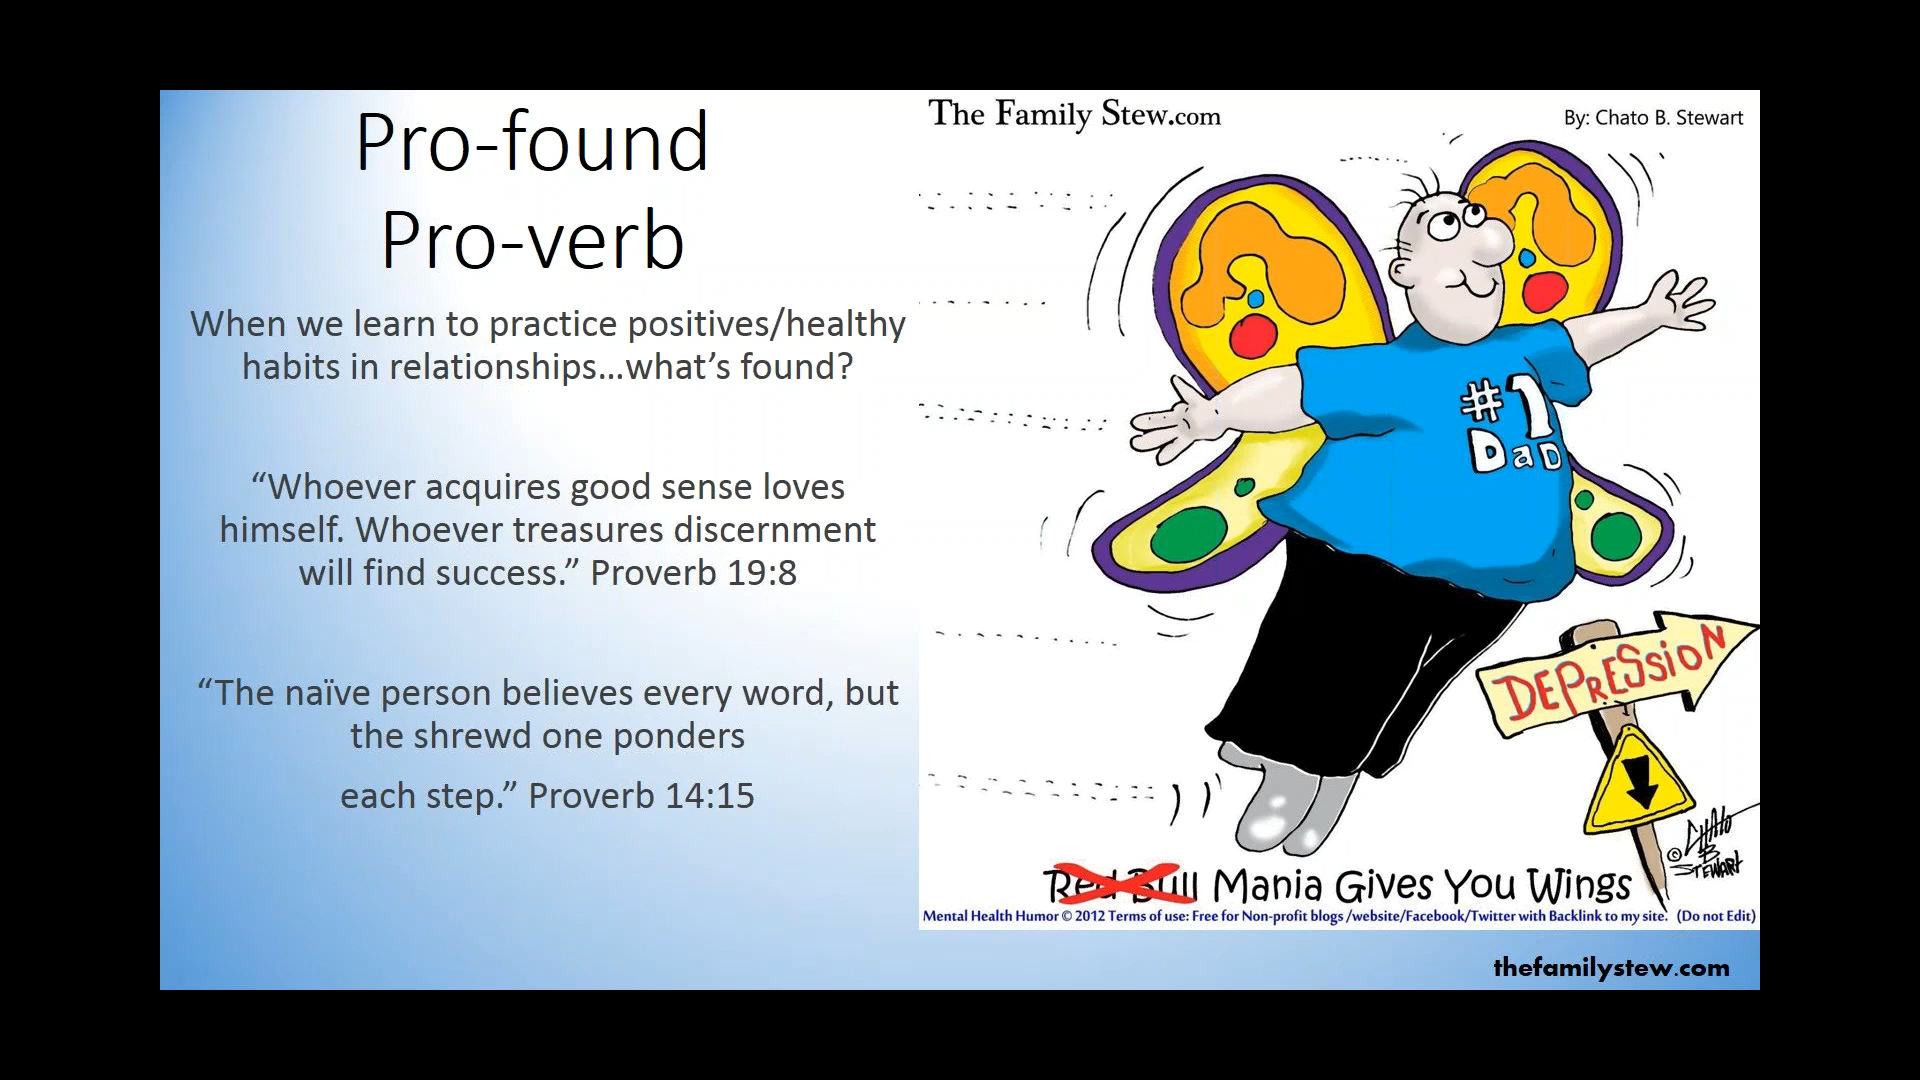 Pro-found
Pro-verb
When we learn to practice positives/healthy
habits in relationships...what's found?
“Whoever acquires good sense loves
himself. Whoever treasures discernment
will find success.” Proverb 19:8
“The naïve person believes every word, but
the shrewd one ponders
each step.” Proverb 14:15
The Family Stew.com
By: Chato B. Stewart
#1
DaD
DEPRESSiON
© CHAto
B
STEWARt
Red Bull Mania Gives You Wings
Mental Health Humor © 2012 Terms of use: Free for Non-profit blogs /website/Facebook/Twitter with Backlink to my site. (Do not Edit)
thefamilystew.com